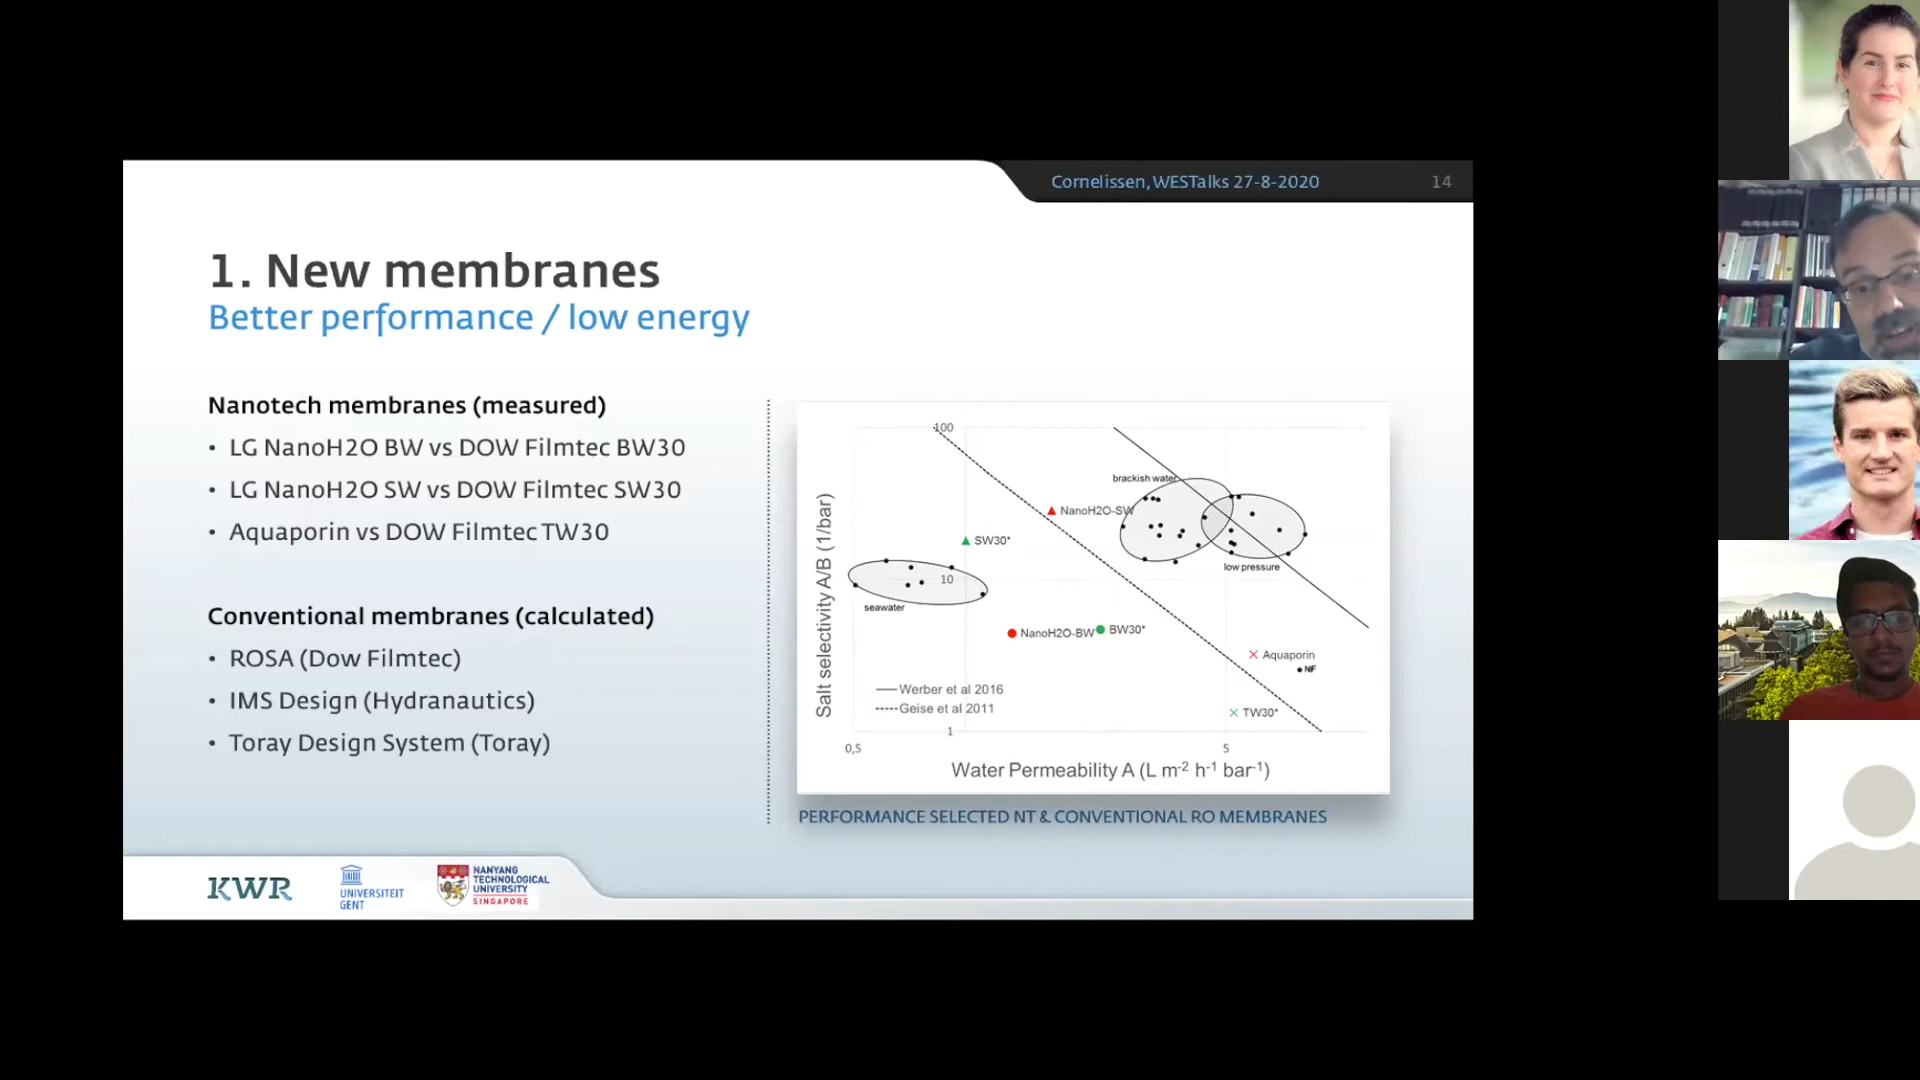 Cornelissen, WESTalks 27-8-2020
14
1. New membranes
Better performance / low energy
Nanotech membranes (measured)
• LG NanoH2O BW vs DOW Filmtec BW30
• LG NanoH2O SW vs DOW Filmtec SW30
• Aquaporin vs DOW Filmtec TW30
Conventional membranes (calculated)
• ROSA (Dow Filmtec)
• IMS Design (Hydranautics)
• Toray Design System (Toray)
Salt selectivity A/B (1/bar)
100
brackish water
NanoH2O-SW
SW30*
low pressure
10
seawater
NanoH2O-BW
BW30*
Aquaporin
NF
Werber et al 2016
Geise et al 2011
TW30*
1
0,5
5
Water Permeability A (L m-2 h-1 bar-1)
PERFORMANCE SELECTED NT & CONVENTIONAL RO MEMBRANES
KWR
UNIVERSITEIT
GENT
NANYANG
TECHNOLOGICAL
UNIVERSITY
SINGAPORE